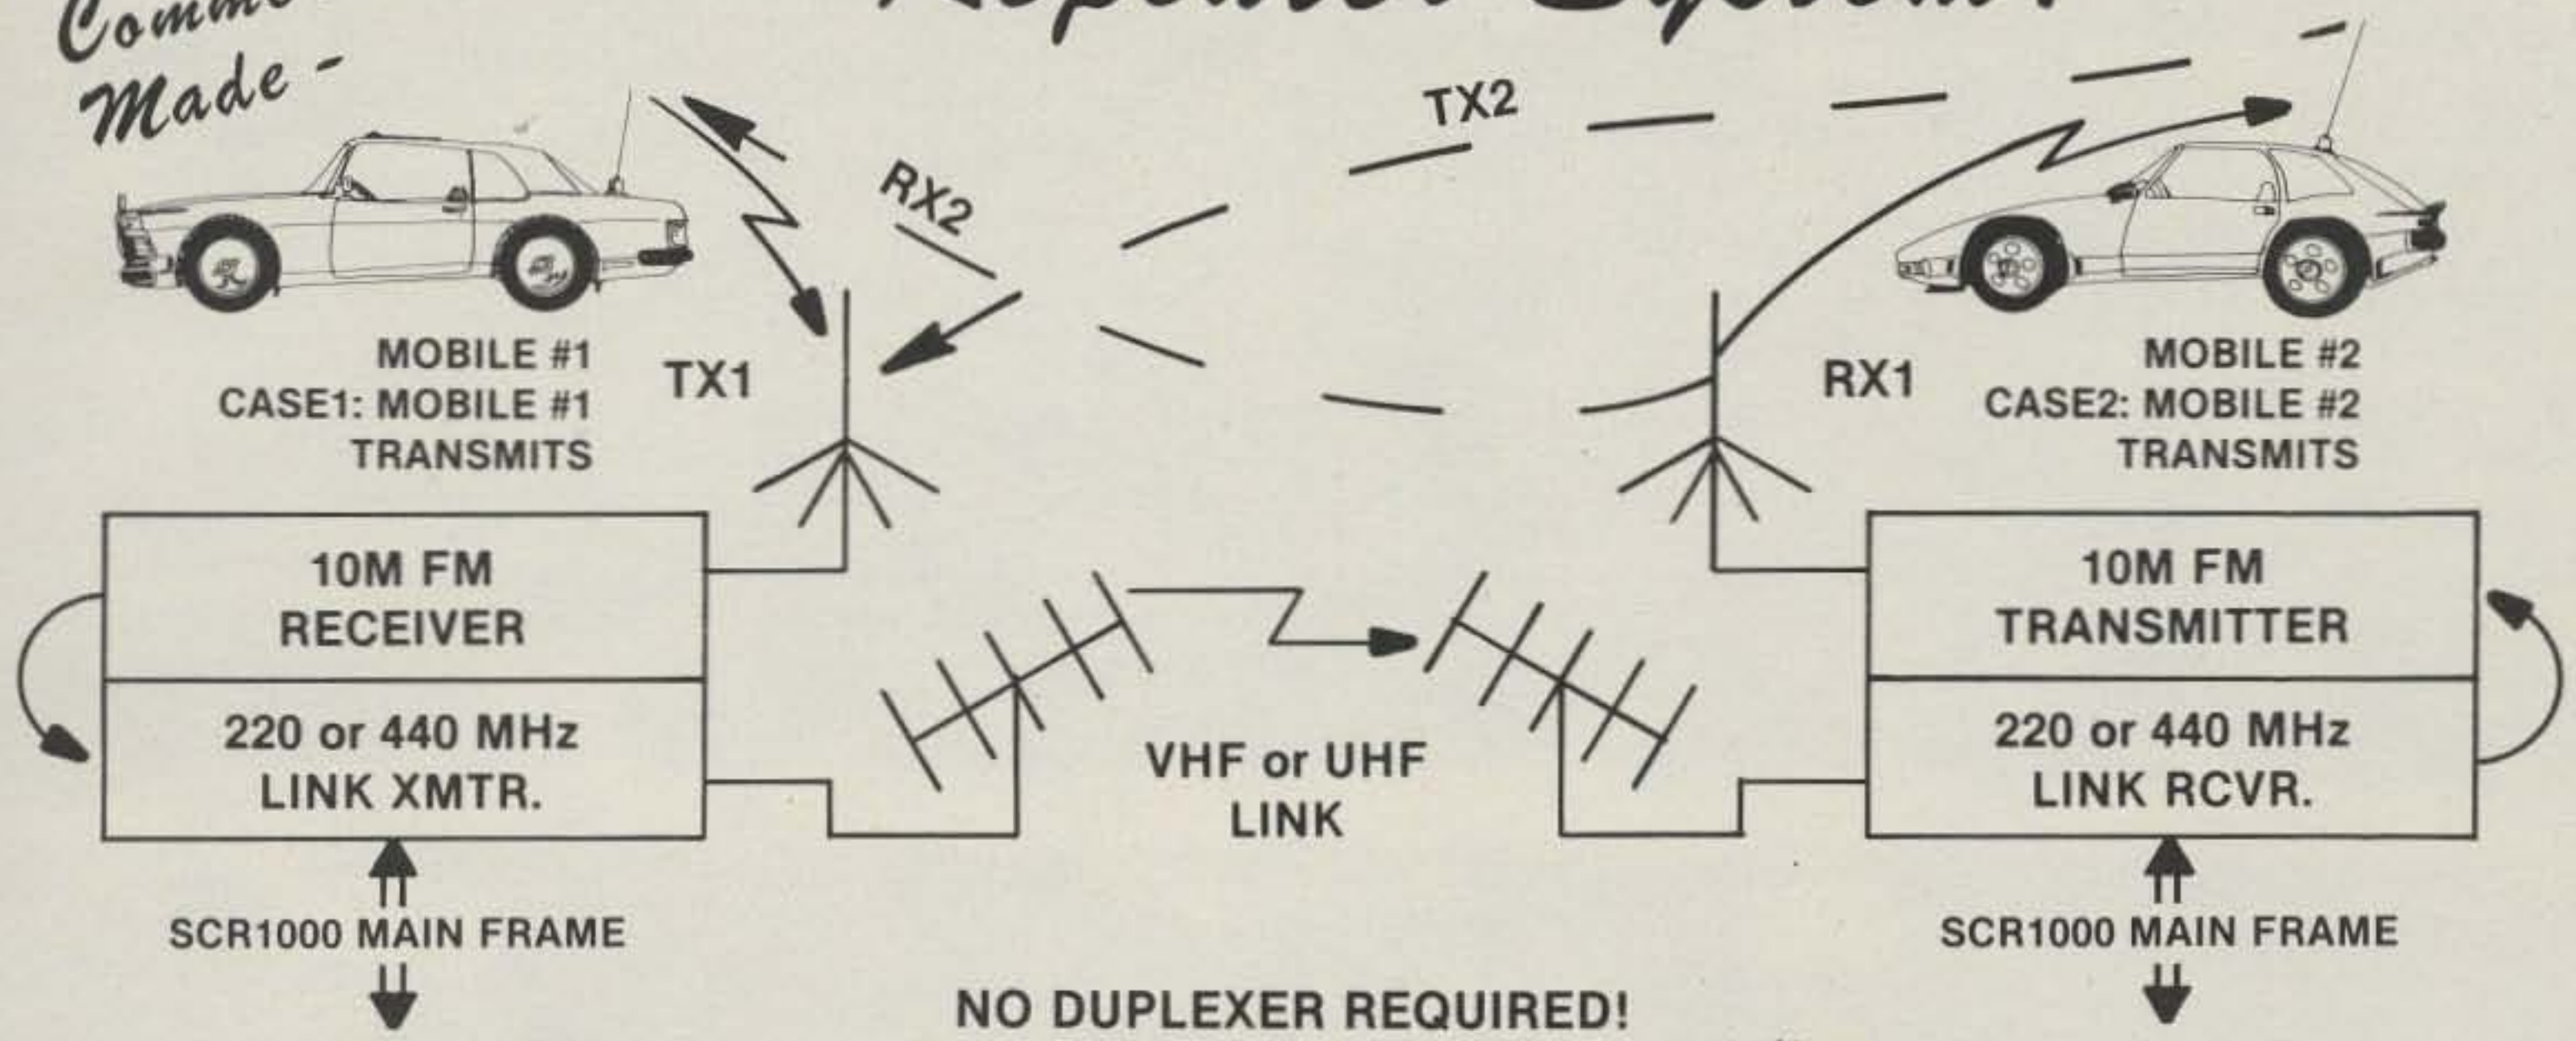 Made -
TX2
RX2
MOBILE #1
CASE1: MOBILE #1
TRANSMITS
TX1
RX1
MOBILE #2
CASE2: MOBILE #2
TRANSMITS
10M FM
RECEIVER
220 or 440 MHz
LINK XMTR.
VHF or UHF
LINK
10M FM
TRANSMITTER
220 or 440 MHz
LINK RCVR.
SCR1000 MAIN FRAME
SCR1000 MAIN FRAME
NO DUPLEXER REQUIRED!